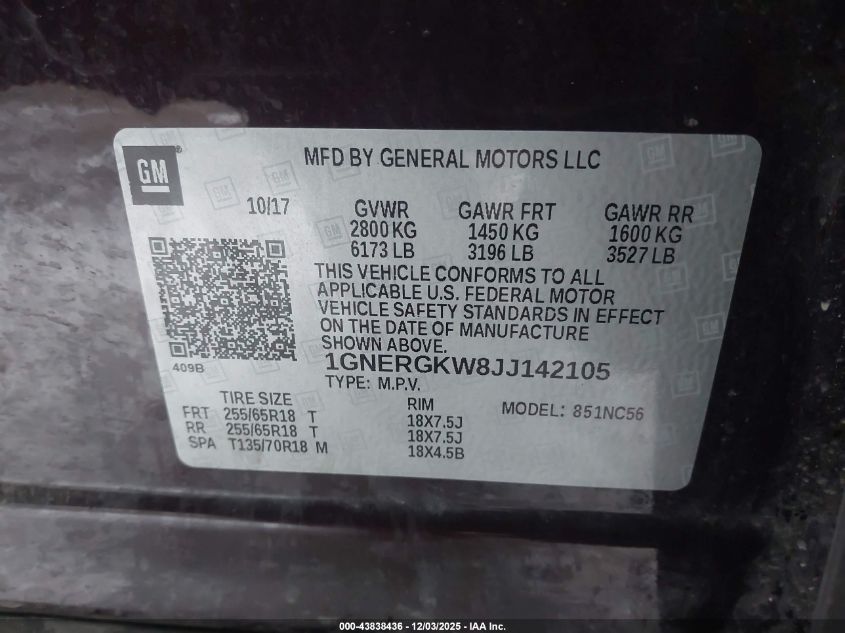 GM
MFD BY GENERAL MOTORS LLC
10/17 GVWR GAWR FRT GAWR RR
2800 KG 1450 KG 1600 KG
6173 LB 3196 LB 3527 LB
THIS VEHICLE CONFORMS TO ALL
APPLICABLE U.S. FEDERAL MOTOR
VEHICLE SAFETY STANDARDS IN EFFECT
ON THE DATE OF MANUFACTURE
SHOWN ABOVE.
409B
1GNERGKW8JJ142105
TYPE: M.P.V.
TIRE SIZE RIM MODEL: 851NC56
FRT 255/65R18 T 18X7.5J
RR 255/65R18 T 18X7.5J
SPA T135/70R18 M 18X4.5B
000-43838436 - 12/03/2025 - IAA Inc.